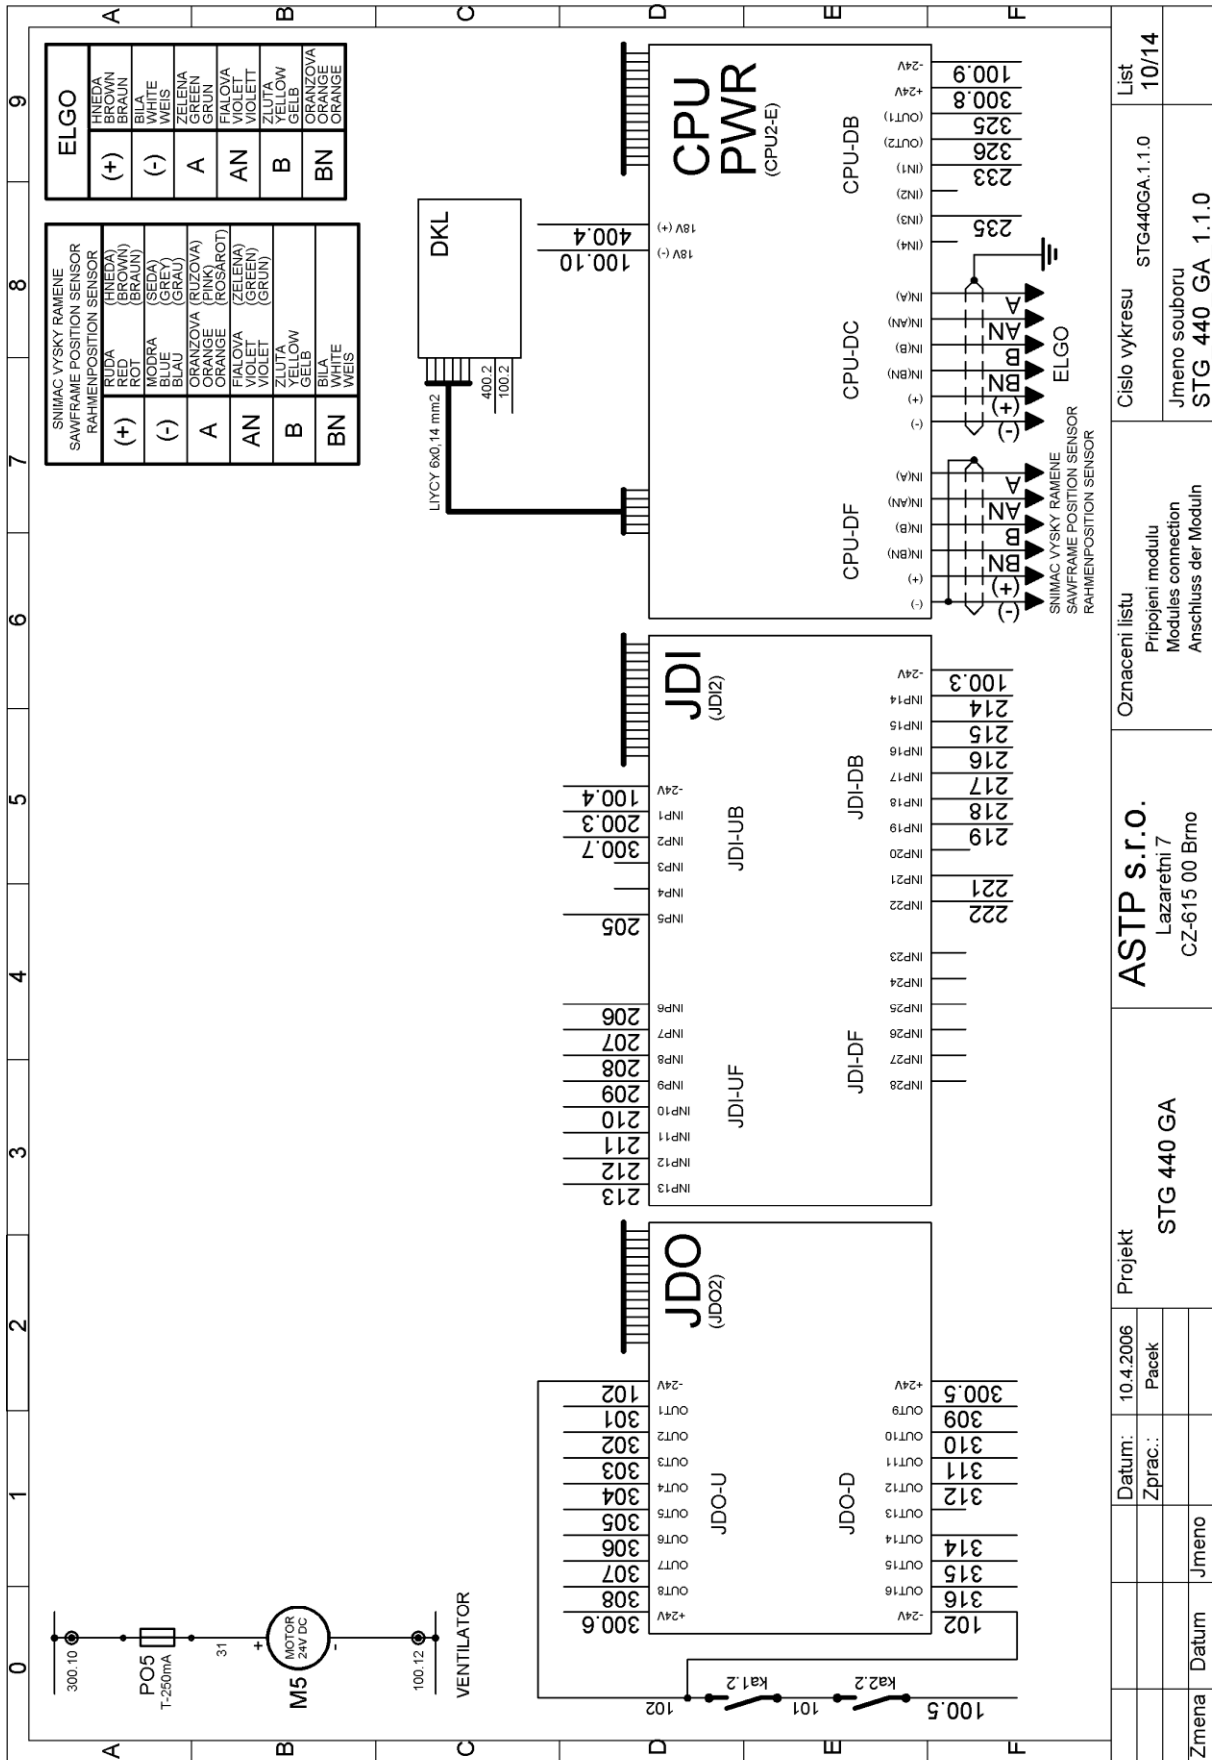 0 1 2 3 4 5 6 7 8 9
A
B
C
D
E
F
300.10
PO5
T-250mA
31
+
MOTOR
24V DC
-
M5
100.12
VENTILATOR
SNIMAC VYSKY RAMENE
SAWFRAME POSITION SENSOR
RAHMENPOSITION SENSOR
(+)
RUDA (HNEDA)
RED (BROWN)
ROT (BRAUN)
(-)
MODRA (SEDA)
BLUE (GREY)
BLAU (GRAU)
A
ORANZOVA (RUZOVA)
ORANGE (PINK)
ORANGE (ROSAROT)
AN
FIALOVA (ZELENA)
VIOLET (GREEN)
VIOLET (GRUN)
B
ZLUTA
YELLOW
GELB
BN
BILA
WHITE
WEIS
ELGO
(+)
HNEDA
BROWN
BRAUN
(-)
BILA
WHITE
WEIS
A
ZELENA
GREEN
GRUN
AN
FIALOVA
VIOLET
VIOLETT
B
ZLUTA
YELLOW
GELB
BN
ORANZOVA
ORANGE
ORANGE
LIYCY 6x0,14 mm2
DKL
400.2
100.2
102
ka1.2
101
ka2.2
100.5
300.6 308 307 306 305 304 303 302 301 102
+24V OUT8 OUT7 OUT6 OUT5 OUT4 OUT3 OUT2 OUT1 -24V
JDO
(JDO2)
JDO-U
JDO-D
-24V OUT16 OUT15 OUT14 OUT13 OUT12 OUT11 OUT10 OUT9 +24V
102 316 315 314 312 311 310 309 300.5
213 212 211 210 209 208 207 206 205 300.7 200.3 100.4
INP13 INP12 INP11 INP10 INP9 INP8 INP7 INP6 INP5 INP4 INP3 INP2 INP1 -24V
JDI
(JDI2)
JDI-UF
JDI-UB
JDI-DF
JDI-DB
INP28 INP27 INP26 INP25 INP24 INP23 INP22 INP21 INP20 INP19 INP18 INP17 INP16 INP15 INP14 -24V
222 221 219 218 217 216 215 214 100.3
100.10 400.4
18V (-) 18V (+)
CPU
PWR
(CPU2-E)
CPU-DF
CPU-DC
CPU-DB
(-) (+) IN(BN) IN(B) IN(AN) IN(A)
(-) (+) IN(BN) IN(B) IN(AN) IN(A)
(IN4) (IN3) (IN2) (IN1) (OUT2) (OUT1) +24V -24V
(-) (+) BN B AN A
(-) (+) BN B AN A
235 233 326 325 300.8 100.9
SNIMAC VYSKY RAMENE
SAWFRAME POSITION SENSOR
RAHMENPOSITION SENSOR
ELGO
A
B
C
D
E
F
Zmena
Datum
Jmeno
Datum:
10.4.2006
Zprac.:
Pacek
Projekt
STG 440 GA
ASTP s.r.o.
Lazaretni 7
CZ-615 00 Brno
Oznaceni listu
Pripojeni modulu
Modules connection
Anschluss der Moduln
Cislo vykresu
STG440GA.1.1.0
Jmeno souboru
STG 440 GA 1.1.0
List
10/14